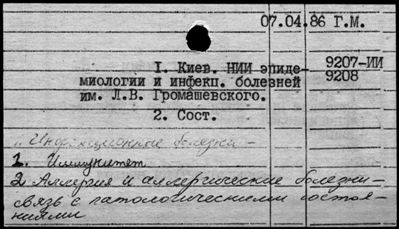 07.04.86 Г.М.
1. Киев. НИИ эпиде-
миологии и инфекц. болезней
им. Л.В. Громашевского.
9207-ИИ
9208
2. Сост.
Инфекционные болезни -
1. Иммунитет
2 Аллергия и аллергические болезни -
связь с патологическими состоя-
ниями